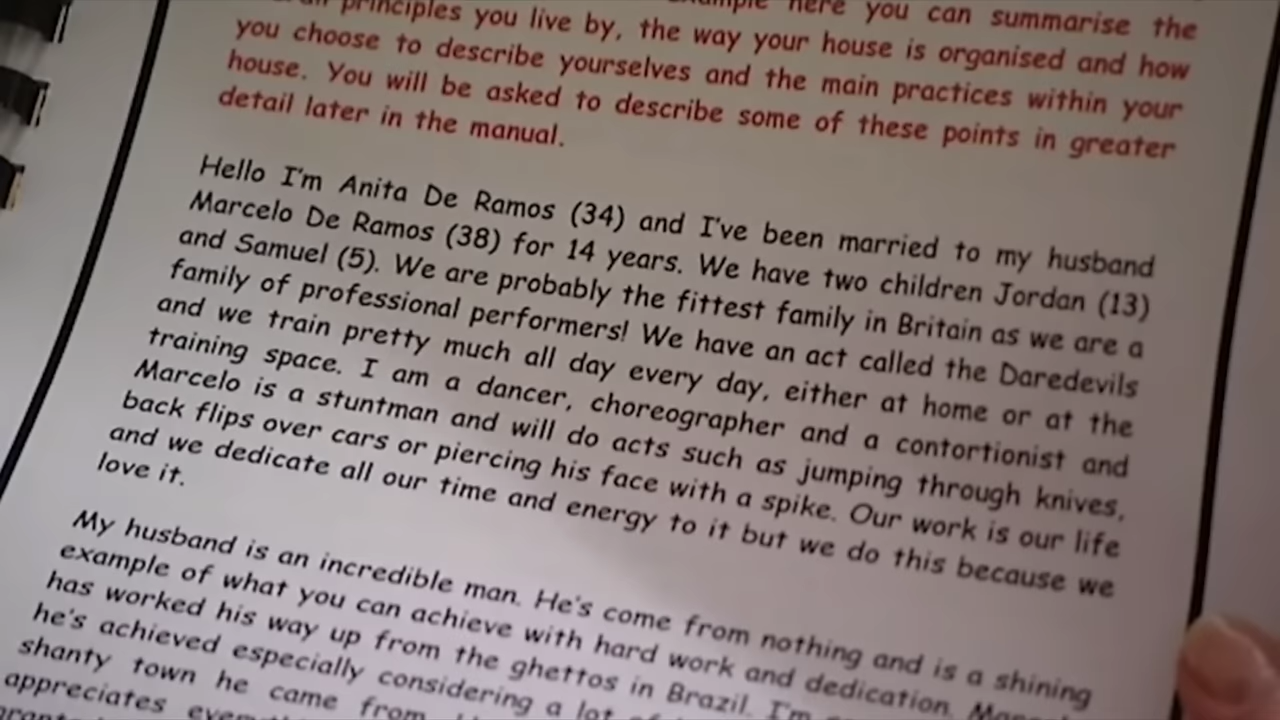 principles you live by, the way your house is organised and how
here you can summarise the
you choose to describe yourselves and the main practices within your
house. You will be asked to describe some of these points in greater
detail later in the manual.
Hello I'm Anita De Ramos (34) and I've been married to my husband
Marcelo De Ramos (38) for 14 years. We have two children Jordan (13)
and Samuel (5). We are probably the fittest family in Britain as we are a
family of professional performers! We have an act called the Daredevils
and we train pretty much all day every day, either at home or at the
training space. I am a dancer, choreographer and a contortionist and
Marcelo is a stuntman and will do acts such as jumping through knives,
back flips over cars or piercing his face with a spike. Our work is our life
and we dedicate all our time and energy to it but we do this because we
love it.
My husband is an incredible man. He's come from nothing and is a shining
example of what you can achieve with hard work and dedication.
has worked his way up from the ghettos in Brazil. I'm
he's achieved especially considering a lot
shanty town he came from.
appreciates